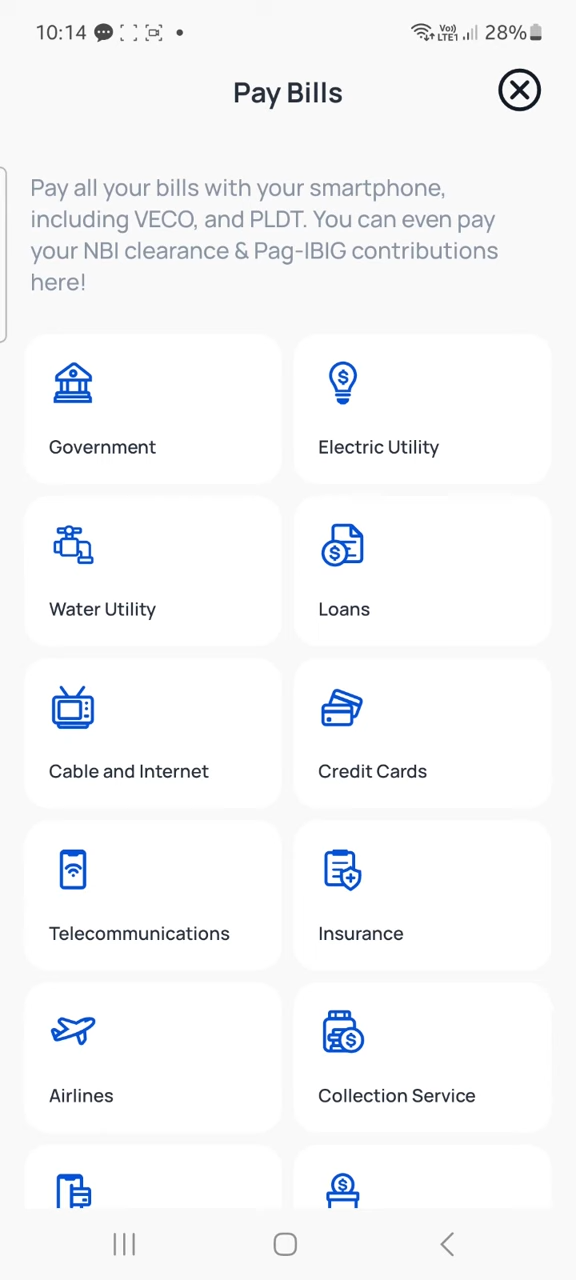 10:14
Vo))
LTE1
28%
Pay Bills
Pay all your bills with your smartphone,
including VECO, and PLDT. You can even pay
your NBI clearance & Pag-IBIG contributions
here!
Government
Electric Utility
Water Utility
Loans
Cable and Internet
Credit Cards
Telecommunications
Insurance
Airlines
Collection Service